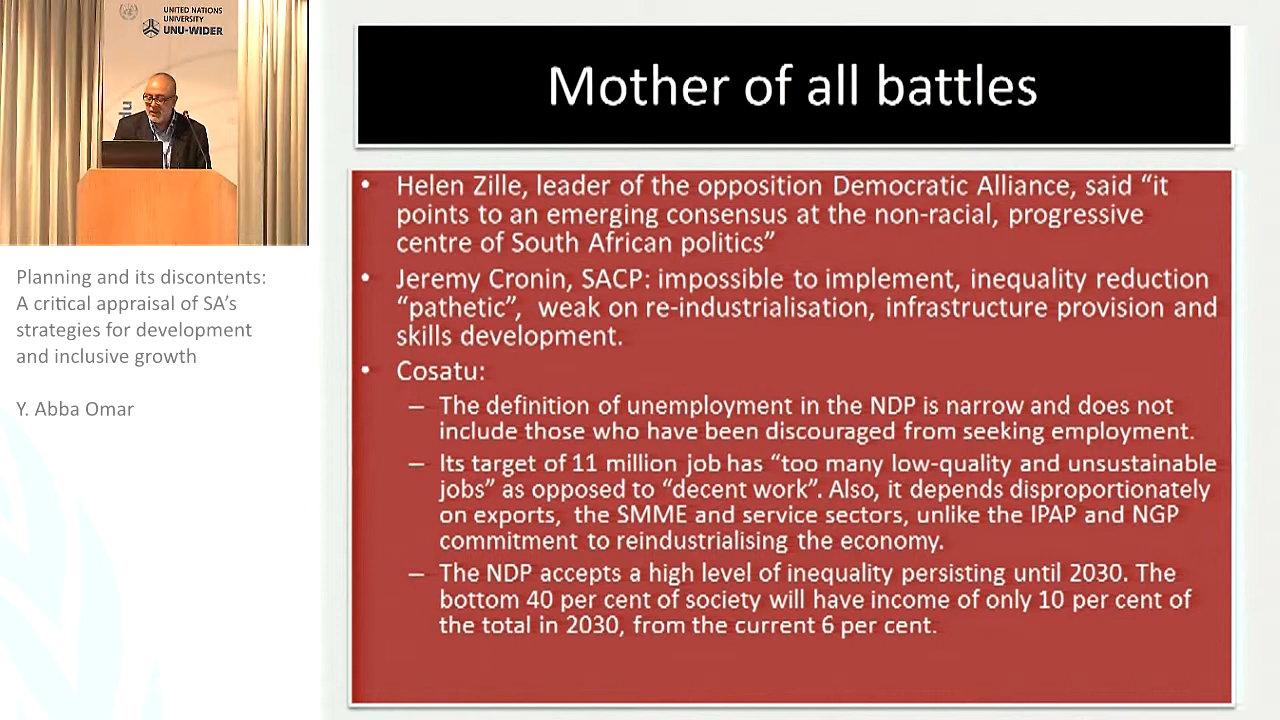 UNITED NATIONS
UNIVERSITY
UNU-WIDER
Planning and its discontents:
A critical appraisal of SA's
strategies for development
and inclusive growth
Y. Abba Omar
Mother of all battles
• Helen Zille, leader of the opposition Democratic Alliance, said “it
points to an emerging consensus at the non-racial, progressive
centre of South African politics”
• Jeremy Cronin, SACP: impossible to implement, inequality reduction
“pathetic”, weak on re-industrialisation, infrastructure provision and
skills development.
• Cosatu:
– The definition of unemployment in the NDP is narrow and does not
include those who have been discouraged from seeking employment.
– Its target of 11 million job has “too many low-quality and unsustainable
jobs” as opposed to “decent work”. Also, it depends disproportionately
on exports, the SMME and service sectors, unlike the IPAP and NGP
commitment to reindustrialising the economy.
– The NDP accepts a high level of inequality persisting until 2030. The
bottom 40 per cent of society will have income of only 10 per cent of
the total in 2030, from the current 6 per cent.